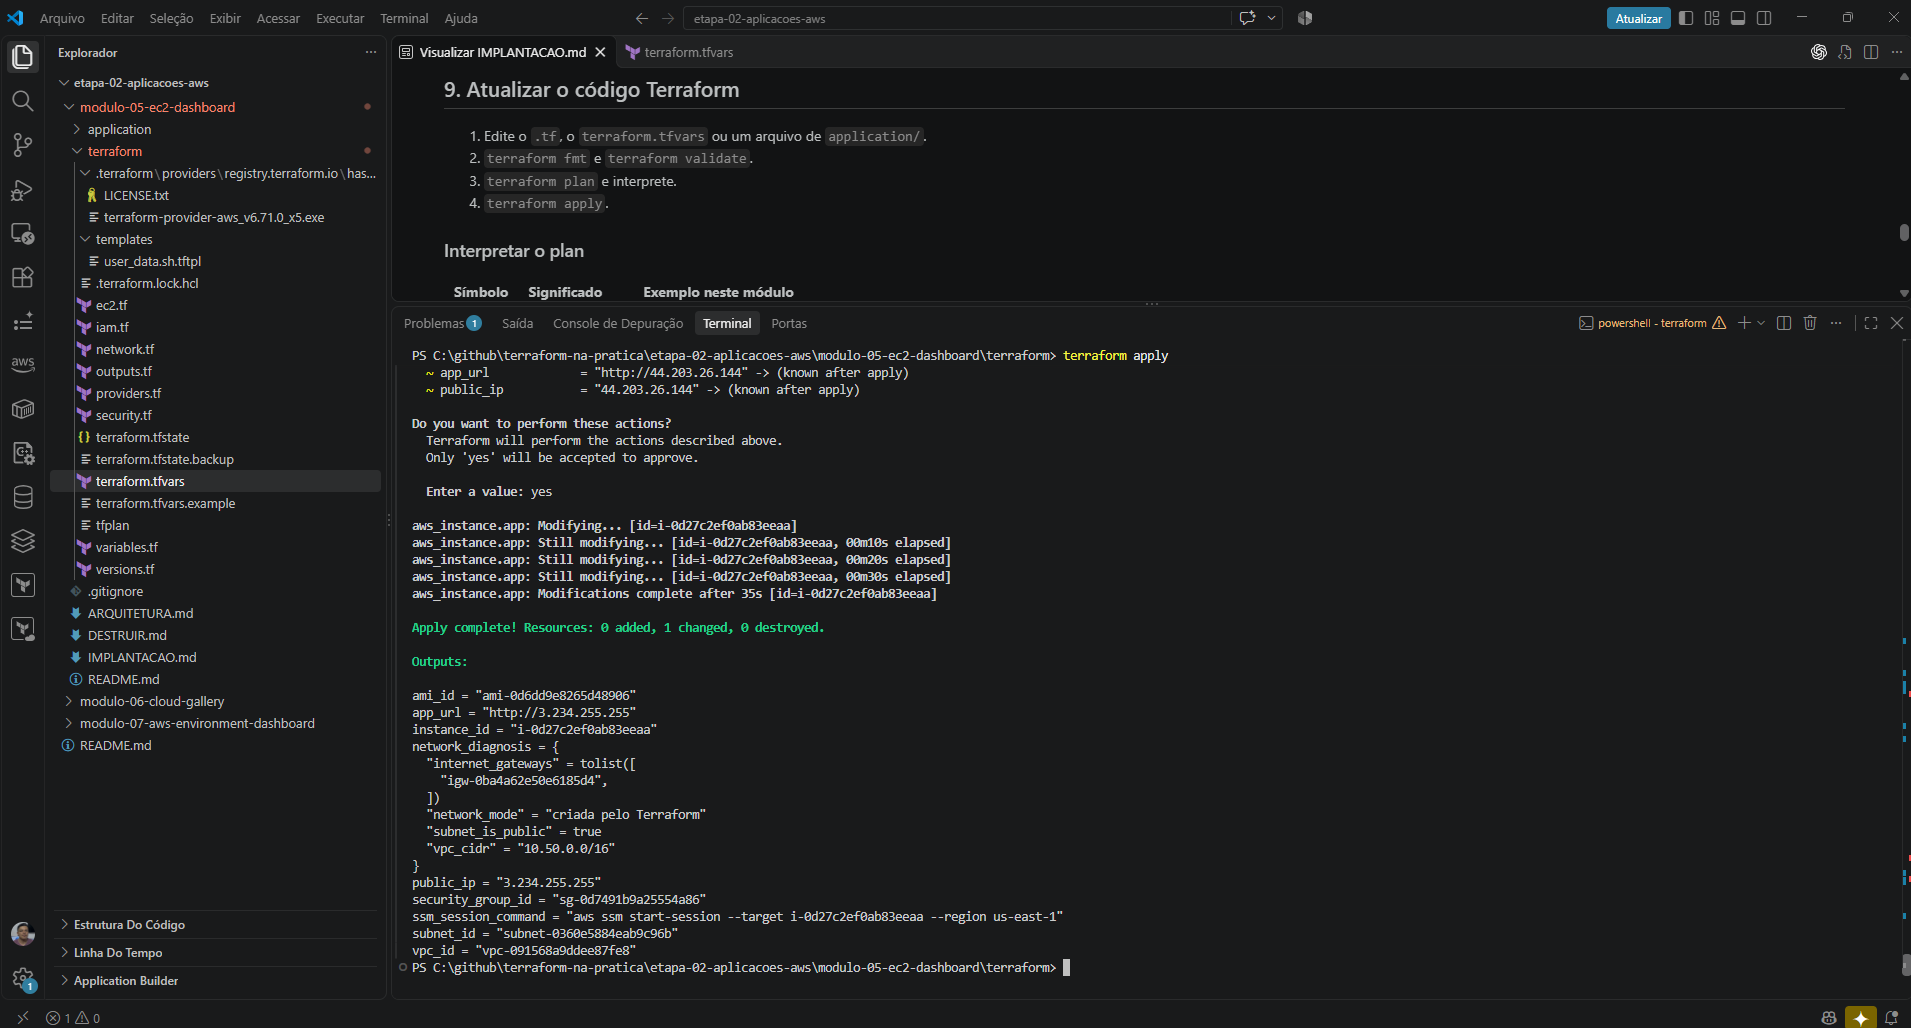 Arquivo Editar Seleção Exibir Acessar Executar Terminal Ajuda
etapa-02-aplicacoes-aws
Atualizar
Explorador
etapa-02-aplicacoes-aws
modulo-05-ec2-dashboard
application
terraform
.terraform\providers\registry.terraform.io\has...
LICENSE.txt
terraform-provider-aws_v6.71.0_x5.exe
templates
user_data.sh.tftpl
.terraform.lock.hcl
ec2.tf
iam.tf
network.tf
outputs.tf
providers.tf
security.tf
terraform.tfstate
terraform.tfstate.backup
terraform.tfvars
terraform.tfvars.example
tfplan
variables.tf
versions.tf
.gitignore
ARQUITETURA.md
DESTRUIR.md
IMPLANTACAO.md
README.md
modulo-06-cloud-gallery
modulo-07-aws-environment-dashboard
README.md
Estrutura Do Código
Linha Do Tempo
Application Builder
aws
1
Visualizar IMPLANTACAO.md
terraform.tfvars
9. Atualizar o código Terraform
1. Edite o .tf, o terraform.tfvars ou um arquivo de application/.
2. terraform fmt e terraform validate.
3. terraform plan e interprete.
4. terraform apply.
Interpretar o plan
Símbolo Significado Exemplo neste módulo
Problemas 1 Saída Console de Depuração Terminal Portas
powershell - terraform
PS C:\github\terraform-na-pratica\etapa-02-aplicacoes-aws\modulo-05-ec2-dashboard\terraform> terraform apply
~ app_url = "http://44.203.26.144" -> (known after apply)
~ public_ip = "44.203.26.144" -> (known after apply)
Do you want to perform these actions?
Terraform will perform the actions described above.
Only 'yes' will be accepted to approve.
Enter a value: yes
aws_instance.app: Modifying... [id=i-0d27c2ef0ab83eeaa]
aws_instance.app: Still modifying... [id=i-0d27c2ef0ab83eeaa, 00m10s elapsed]
aws_instance.app: Still modifying... [id=i-0d27c2ef0ab83eeaa, 00m20s elapsed]
aws_instance.app: Still modifying... [id=i-0d27c2ef0ab83eeaa, 00m30s elapsed]
aws_instance.app: Modifications complete after 35s [id=i-0d27c2ef0ab83eeaa]
Apply complete! Resources: 0 added, 1 changed, 0 destroyed.
Outputs:
ami_id = "ami-0d6dd9e8265d48906"
app_url = "http://3.234.255.255"
instance_id = "i-0d27c2ef0ab83eeaa"
network_diagnosis = {
"internet_gateways" = tolist([
"igw-0ba4a62e50e6185d4",
])
"network_mode" = "criada pelo Terraform"
"subnet_is_public" = true
"vpc_cidr" = "10.50.0.0/16"
}
public_ip = "3.234.255.255"
security_group_id = "sg-0d7491b9a25554a86"
ssm_session_command = "aws ssm start-session --target i-0d27c2ef0ab83eeaa --region us-east-1"
subnet_id = "subnet-0360e5884eab9c96b"
vpc_id = "vpc-091568a9ddee87fe8"
PS C:\github\terraform-na-pratica\etapa-02-aplicacoes-aws\modulo-05-ec2-dashboard\terraform>
1 0